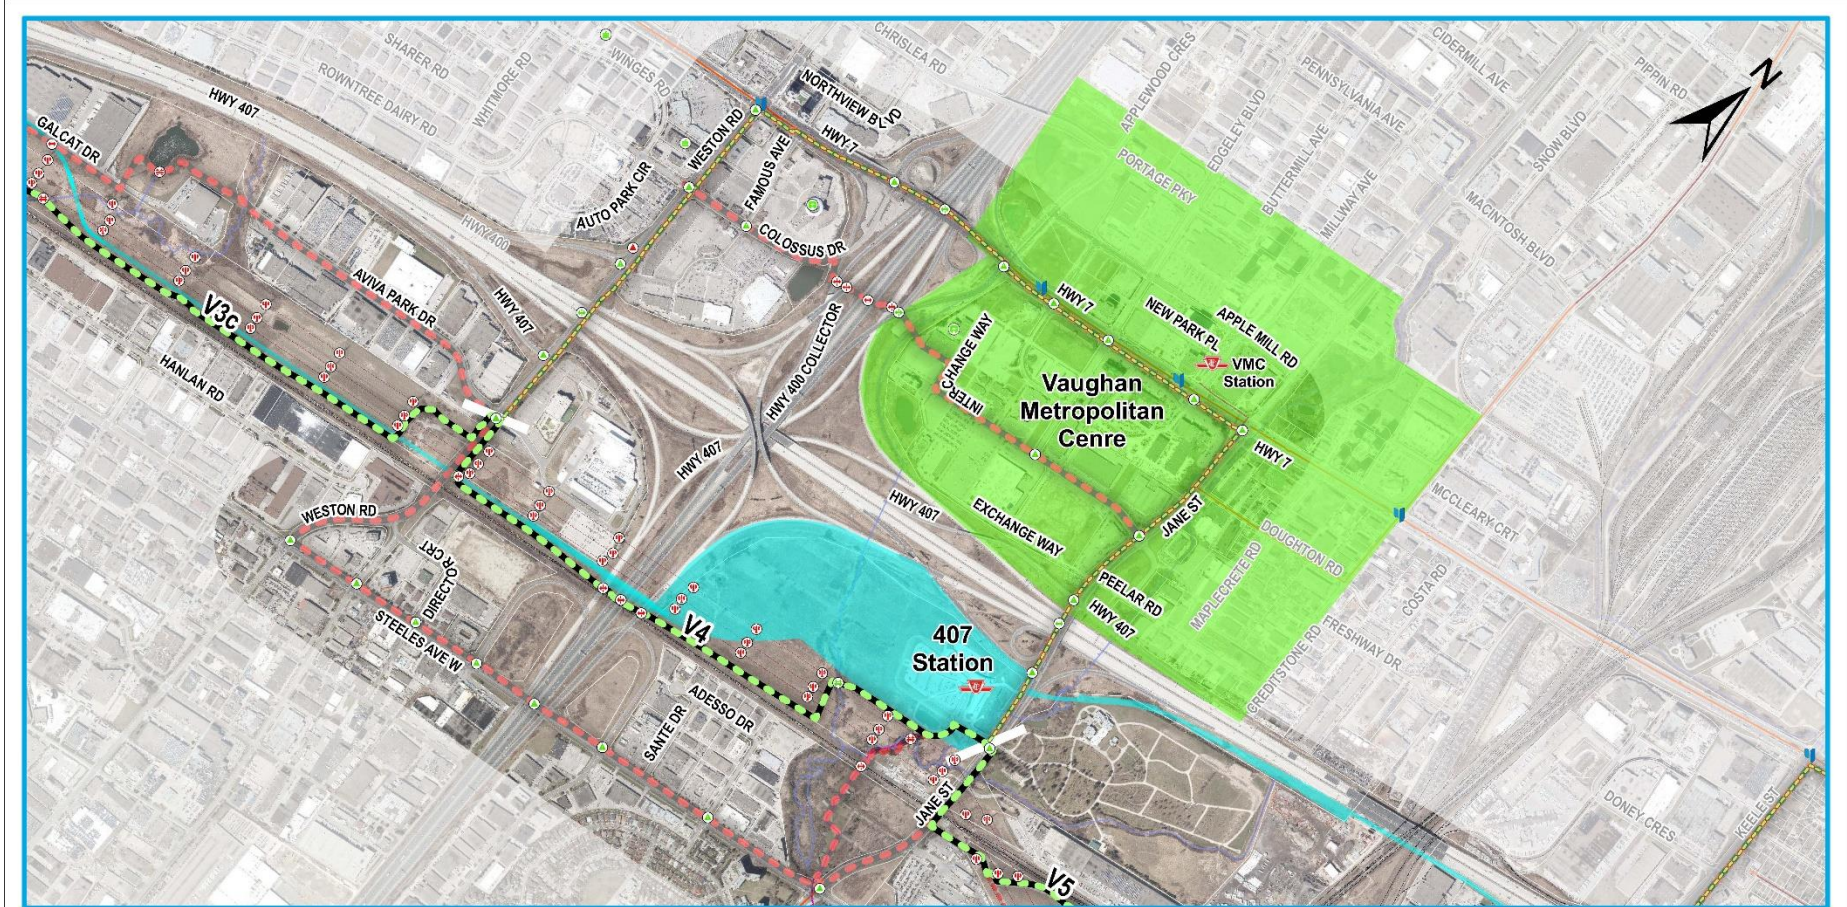 CHRISLEA RD
APPLEWOOD CRES
CIDERMILL AVE
SHARER RD
WINGES RD
PENNSYLVANIA AVE
PIPPIN RD
N
ROWNTREE DAIRY RD
WHITMORE RD
NORTHVIEW BLVD
EDGELEY BLVD
SNOW BLVD
HWY 407
GALCAT DR
WESTON RD
FAMOUS AVE
HWY 7
PORTAGE PKY
BUTTERMILL AVE
MILLWAY AVE
MACINTOSH BLVD
AUTO PARK CIR
HWY 400
COLOSSUS DR
V3c
AVIVA PARK DR
HWY 407
HWY 400 COLLECTOR
HWY 7
NEW PARK PL
APPLE MILL RD
VMC
Station
HANLAN RD
INTER CHANGE WAY
Vaughan
Metropolitan
Cenre
HWY 407
HWY 7
WESTON RD
HWY 407
EXCHANGE WAY
JANE ST
MCCLEARY CRT
DOUGHTON RD
DIRECTOR CRT
PEELAR RD
HWY 407
MAPLECRETE RD
COSTA RD
STEELES AVE W
V4
407
Station
CREDITSTONE RD
FRESHWAY DR
ADESSO DR
SANTE DR
JANE ST
DONEY CRES
KEELE ST
V5